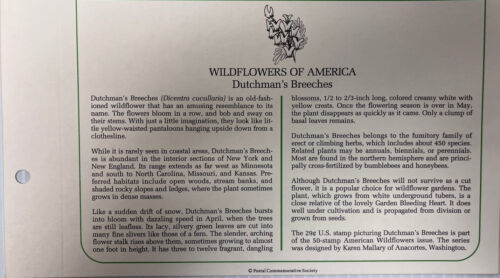 WILDFLOWERS OF AMERICA
Dutchman's Breeches
Dutchman's Breeches (Dicentra cucullaria) is an old-fash-
ioned wildflower that has an amusing resemblance to its
name. The flowers bloom in a row, and bob and sway on
their stems. With just a little imagination, they look like lit-
tle yellow-waisted pantaloons hanging upside down from a
clothesline.
While it is rarely seen in coastal areas, Dutchman's Breech-
es is abundant in the interior sections of New York and
New England. Its range extends as far west as Minnesota
and south to North Carolina, Missouri, and Kansas. Pre-
ferred habitats include open woods, stream banks, and
shaded rocky slopes and ledges, where the plant sometimes
grows in dense masses.
Like a sudden drift of snow, Dutchman's Breeches bursts
into bloom with dazzling speed in April, when the trees
are still leafless. Its lacy, silvery green leaves are cut into
many fine slivers like those of a fern. The slender, arching
flower stalk rises above them, sometimes growing to almost
one foot in height. It has three to twelve fragrant, dangling
blossoms, 1/2 to 2/3-inch long, colored creamy white with
yellow crests. Once the flowering season is over in May,
the plant disappears as quickly as it came. Only a clump of
basal leaves remains.
Dutchman's Breeches belongs to the fumitory family of
erect or climbing herbs, which includes about 450 species.
Related plants may be annuals, biennials, or perennials.
Most are found in the northern hemisphere and are princi-
pally cross-fertilized by bumblebees and honeybees.
Although Dutchman's Breeches will not survive as a cut
flower, it is a popular choice for wildflower gardens. The
plant, which grows from white underground tubers, is a
close relative of the lovely Garden Bleeding Heart. It does
well under cultivation and is propagated from division or
grown from seeds.
The 29¢ U.S. stamp picturing Dutchman's Breeches is part
of the 50-stamp American Wildflowers issue. The series
was designed by Karen Mallary of Anacortes, Washington.
© Postal Commemorative Society